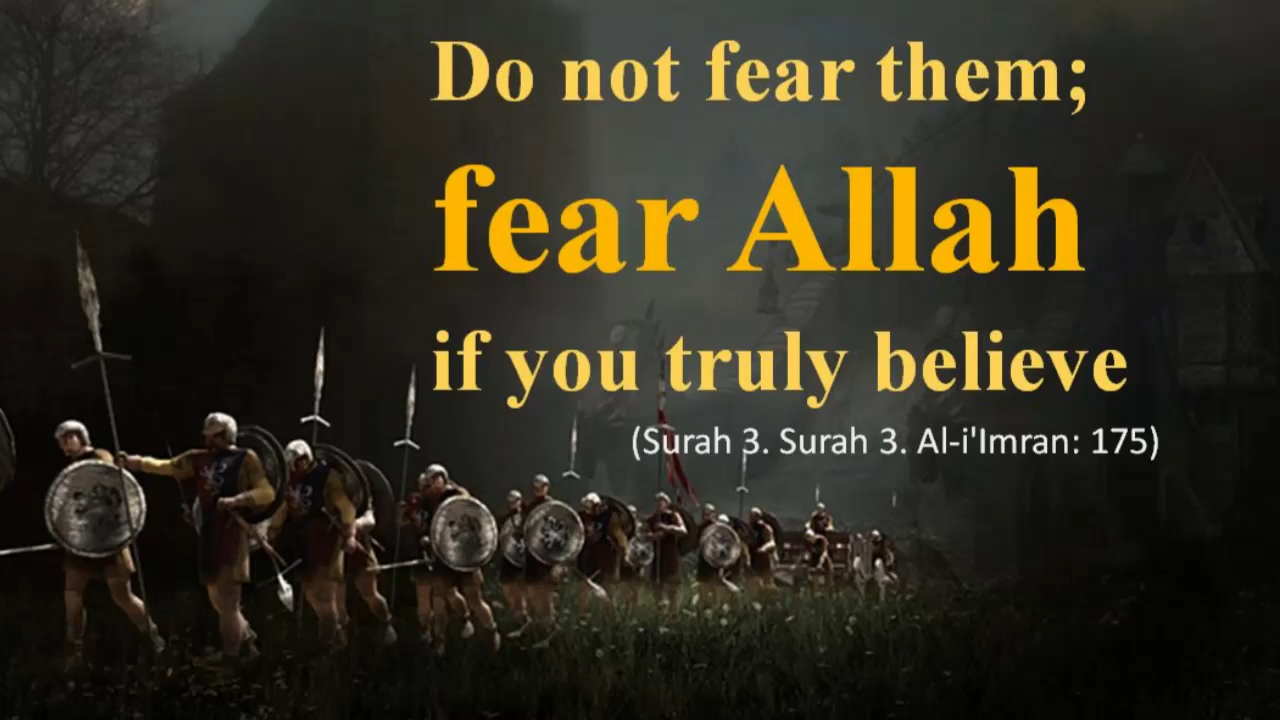 Do not fear them;
fear Allah
if you truly believe
(Surah 3. Surah 3. Al-i'Imran: 175)